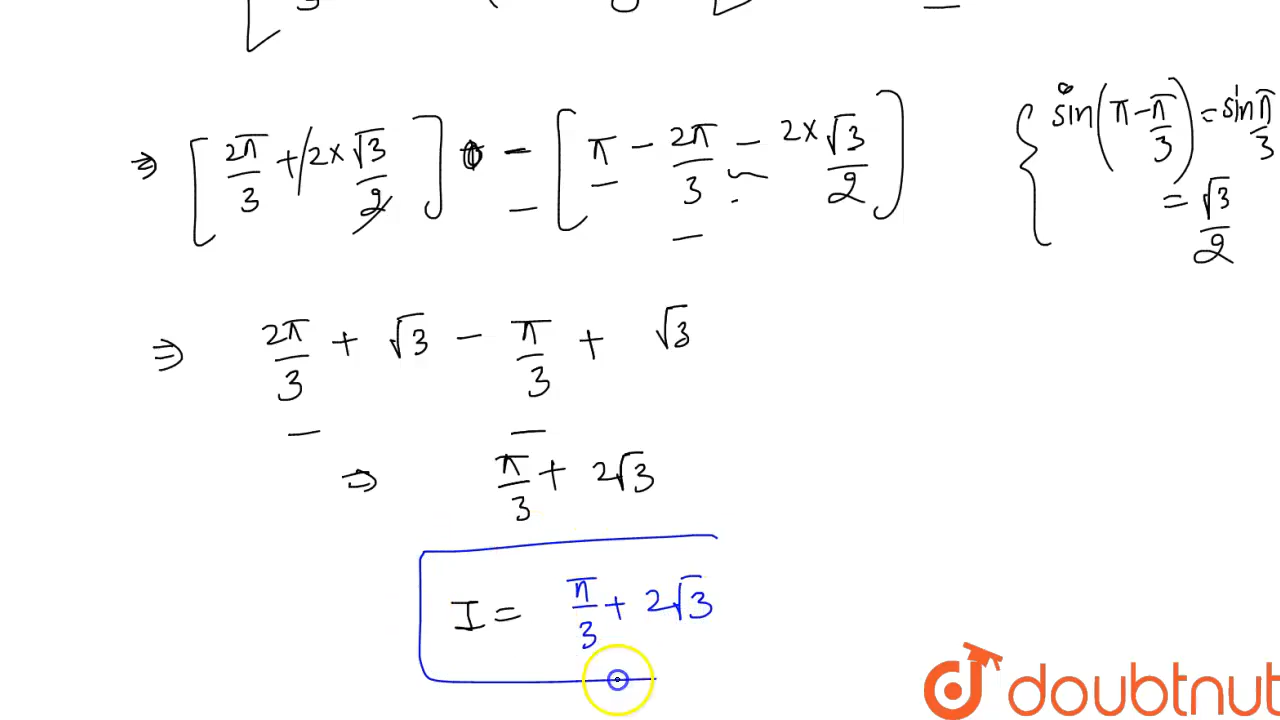 ⇒ [2π/3 + 2×√3/2] - [π - 2π/3 - 2×√3/2]
{ sin(π - π/3) = sin π/3
= √3/2
⇒ 2π/3 + √3 - π/3 + √3
⇒ π/3 + 2√3
I = π/3 + 2√3
doubtnut